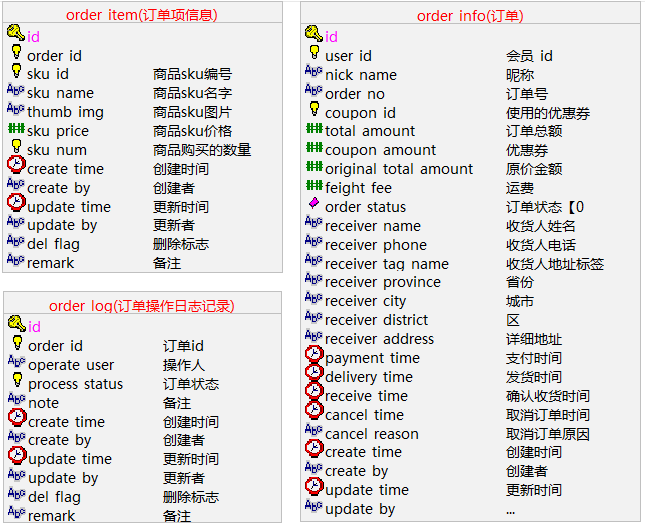 order item(订单项信息)
id
order id
sku id 商品sku编号
sku name 商品sku名字
thumb img 商品sku图片
sku price 商品sku价格
sku num 商品购买的数量
create time 创建时间
create by 创建者
update time 更新时间
update by 更新者
del flag 删除标志
remark 备注
order log(订单操作日志记录)
id
order id 订单id
operate user 操作人
process status 订单状态
note 备注
create time 创建时间
create by 创建者
update time 更新时间
update by 更新者
del flag 删除标志
remark 备注
order info(订单)
id
user id 会员 id
nick name 昵称
order no 订单号
coupon id 使用的优惠券
total amount 订单总额
coupon amount 优惠券
original total amount 原价金额
feight fee 运费
order status 订单状态【0
receiver name 收货人姓名
receiver phone 收货人电话
receiver tag name 收货人地址标签
receiver province 省份
receiver city 城市
receiver district 区
receiver address 详细地址
payment time 支付时间
delivery time 发货时间
receive time 确认收货时间
cancel time 取消订单时间
cancel reason 取消订单原因
create time 创建时间
create by 创建者
update time 更新时间
update by ...